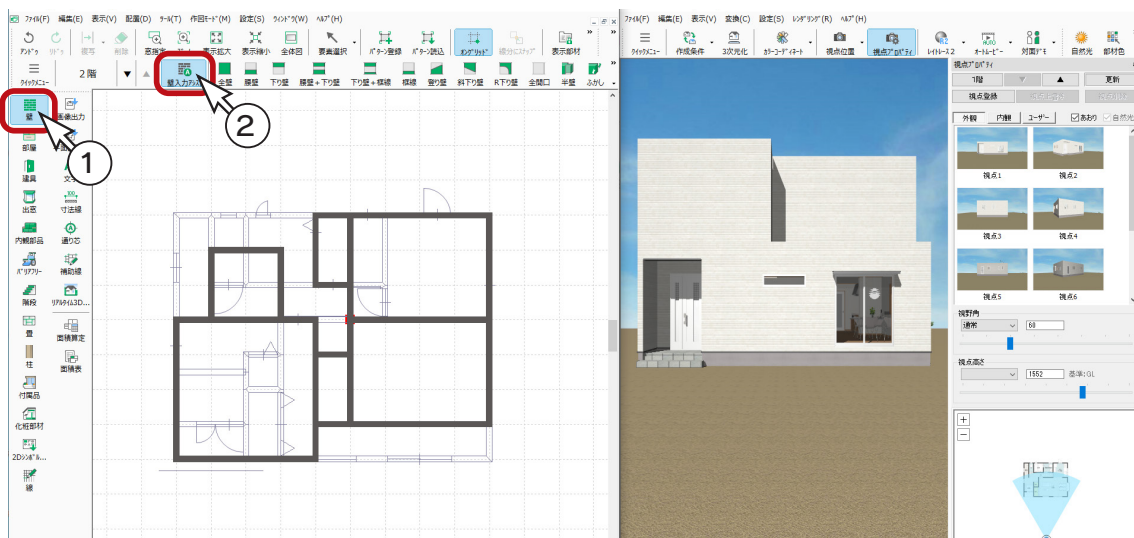 ﾌｧｲﾙ(F) 編集(E) 表示(V) 配置(D) ﾂｰﾙ(T) 作図ﾓｰﾄﾞ(M) 設定(S) ｳｨﾝﾄﾞｳ(W) ﾍﾙﾌﾟ(H)
ｱﾝﾄﾞｩ ﾘﾄﾞｩ 複写 削除 表示拡大 表示縮小 全体図 要素選択 ﾊﾟﾀｰﾝ登録 ﾊﾟﾀｰﾝ読込 ｵﾝｸﾞﾘｯﾄﾞ 線分ｽﾅｯﾌﾟ 表示部材
ｸｲｯｸﾒﾆｭｰ 2 階 壁入力ｱｼｽﾄ 全壁 腰壁 下り壁 腰壁+下り壁 下り壁+框線 框線 登り壁 斜下り壁 R下り壁 全開口 半壁 ふかし
②
壁 画像出力
①
部屋
建具
出窓 寸法線
内観部品 通り芯
ﾊﾞﾘｱﾌﾘｰ 補助線
階段 ﾘｱﾙﾀｲﾑ3D...
畳 面積算定
柱 面積表
付属品
化粧部材
2Dｼﾝﾎﾞﾙ...
線
ﾌｧｲﾙ(F) 編集(E) 表示(V) 変換(C) 設定(S) ﾚﾝﾀﾞﾘﾝｸﾞ(R) ﾍﾙﾌﾟ(H)
ｸｲｯｸﾒﾆｭｰ 作成条件 3次元化 ｶﾗｰｺｰﾃﾞｨﾈｰﾄ 視点位置 視点ﾌﾟﾛﾊﾟﾃｨ ﾚｲﾄﾚｰｽ2 ｵｰﾄﾑｰﾋﾞｰ 対面ﾃﾞﾓ 自然光 部材色
視点ﾌﾟﾛﾊﾟﾃｨ
1階 ▼ ▲ 更新
視点登録
外観 内観 ﾕｰｻﾞｰ あおり 自然光
視点1 視点2
視点3 視点4
視点5 視点6
視野角
通常 60
視点高さ
1552 基準:GL